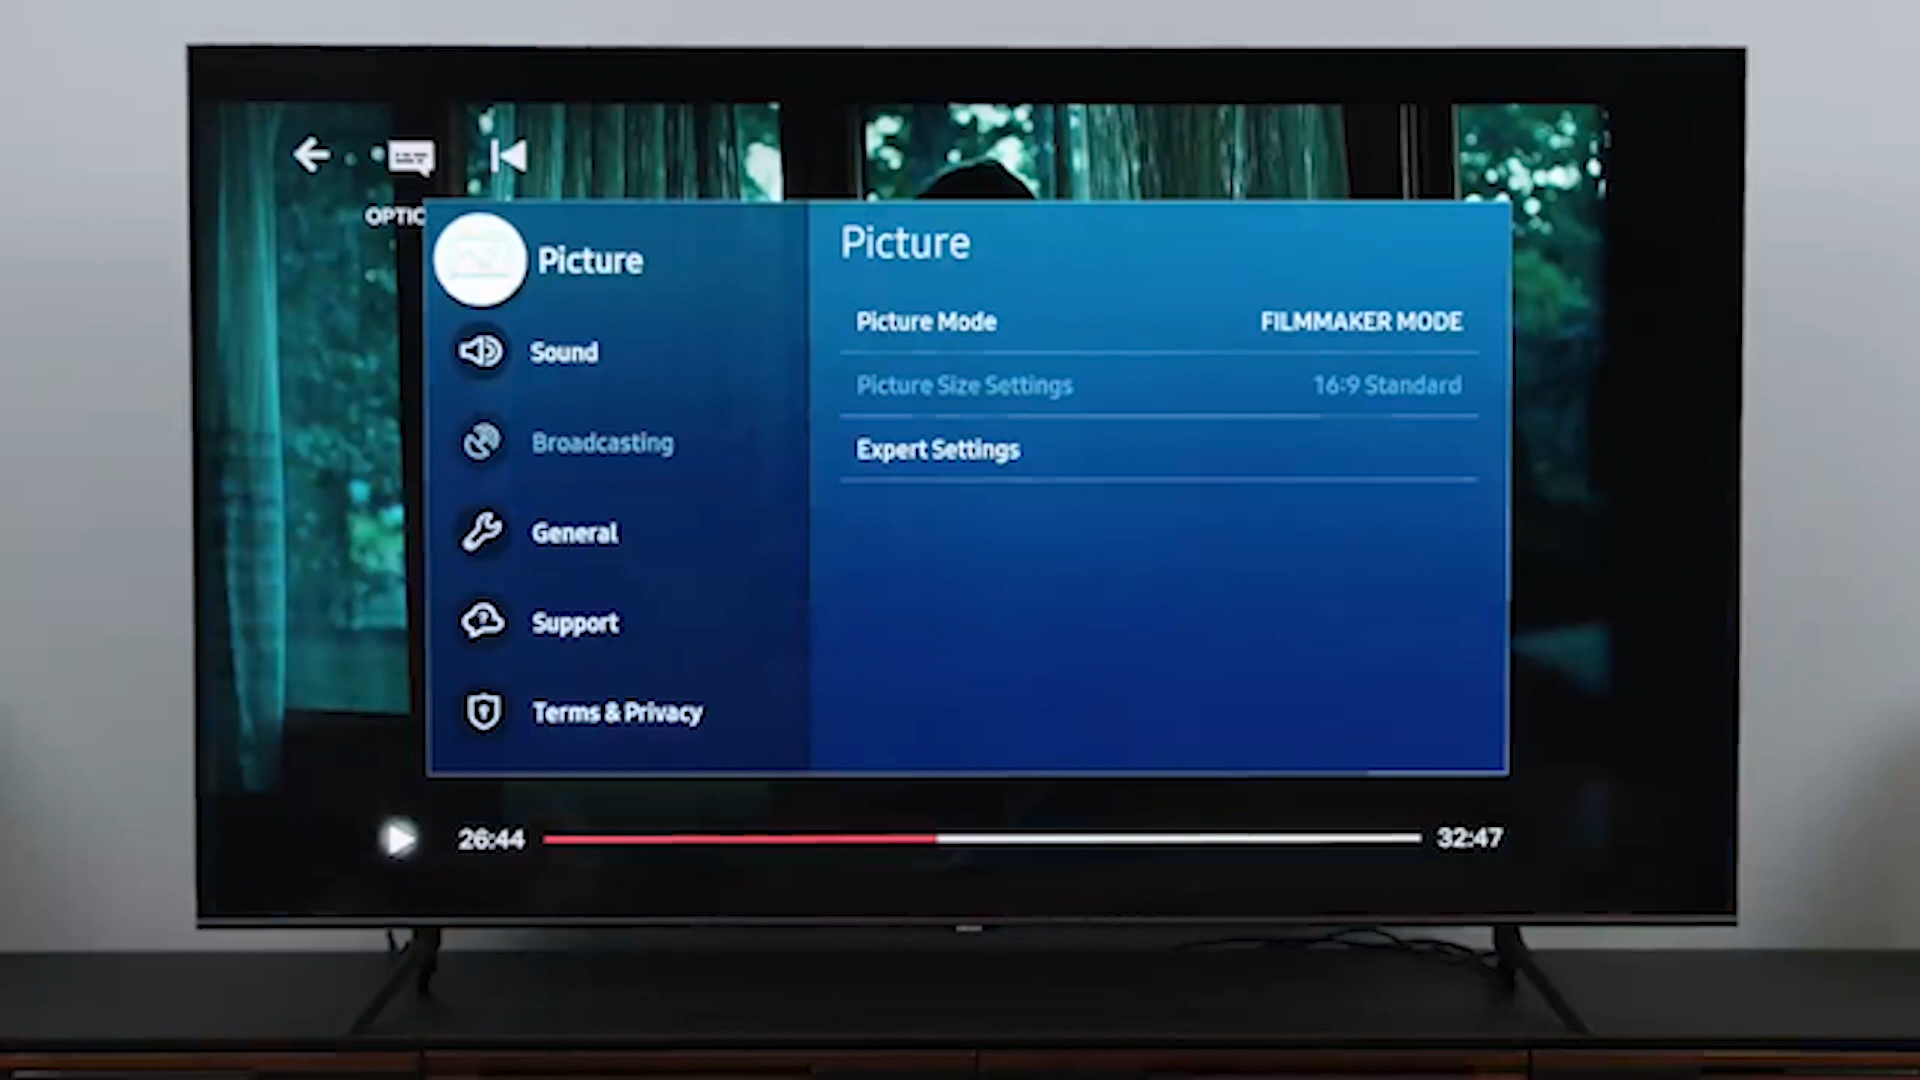 OPTIC
Picture
Sound
Broadcasting
General
Support
Terms & Privacy
Picture
Picture Mode FILMMAKER MODE
Picture Size Settings 16:9 Standard
Expert Settings
26:44 32:47